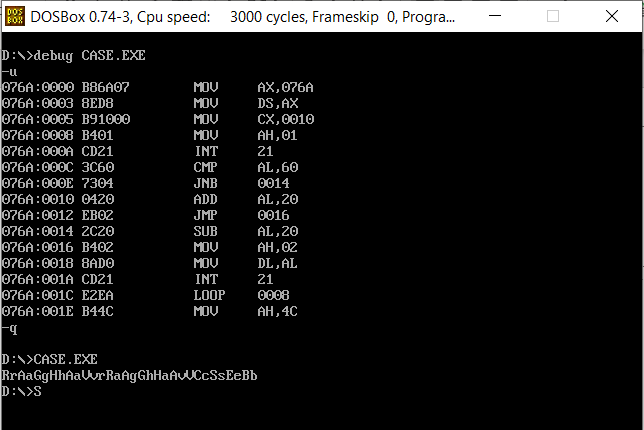 DOS BOX
DOSBox 0.74-3, Cpu speed: 3000 cycles, Frameskip 0, Progra...
D:\>debug CASE.EXE
-u
076A:0000 B86A07 MOV AX,076A
076A:0003 8ED8 MOV DS,AX
076A:0005 B91000 MOV CX,0010
076A:0008 B401 MOV AH,01
076A:000A CD21 INT 21
076A:000C 3C60 CMP AL,60
076A:000E 7304 JNB 0014
076A:0010 0420 ADD AL,20
076A:0012 EB02 JMP 0016
076A:0014 2C20 SUB AL,20
076A:0016 B402 MOV AH,02
076A:0018 8AD0 MOV DL,AL
076A:001A CD21 INT 21
076A:001C E2EA LOOP 0008
076A:001E B44C MOV AH,4C
-q
D:\>CASE.EXE
RrAaGgHhAaVvrRaAgGhHaAvVCcSsEeBb
D:\>S